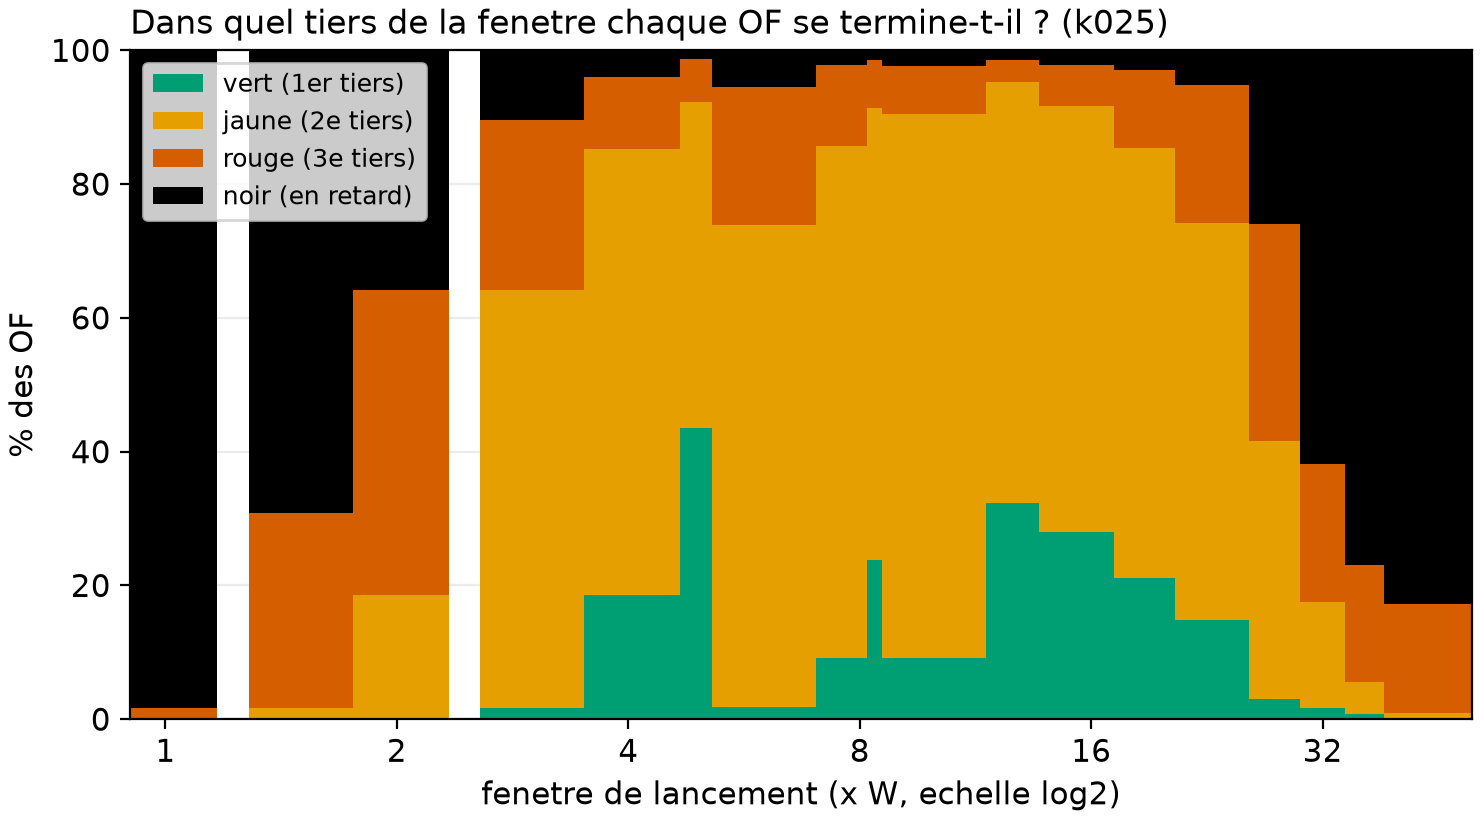 Dans quel tiers de la fenetre chaque OF se termine-t-il ? (k025)
100
80
60
40
20
0
% des OF
vert (1er tiers)
jaune (2e tiers)
rouge (3e tiers)
noir (en retard)
1 2 4 8 16 32
fenetre de lancement (x W, echelle log2)